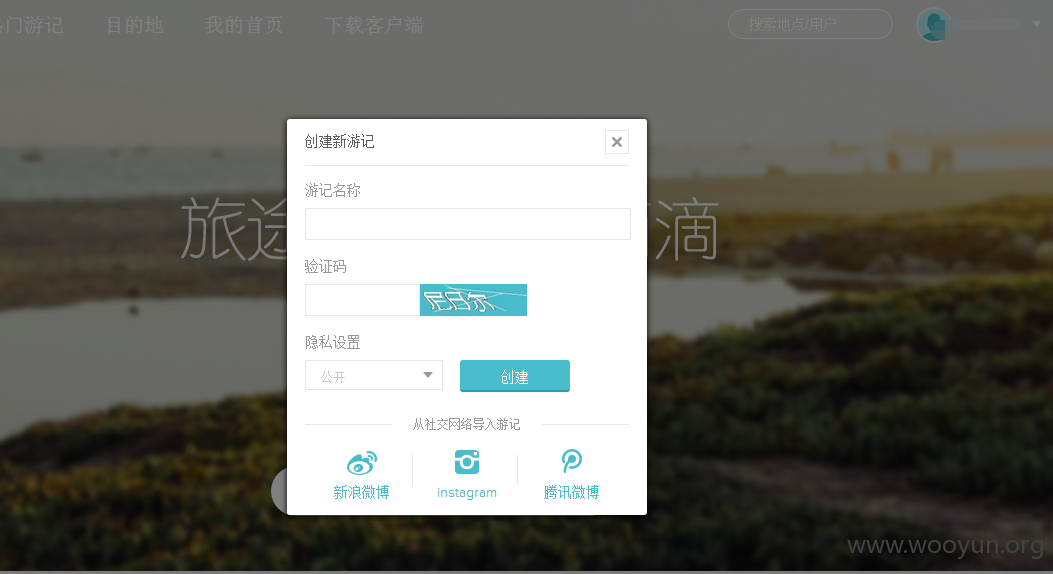 门游记 目的地 我的首页 下载客户端 搜索地点/用户
创建新游记
游记名称
旅途 滴
验证码
尼日尔
隐私设置
公开 创建
从社交网络导入游记
新浪微博 instagram 腾讯微博
www.wooyun.org